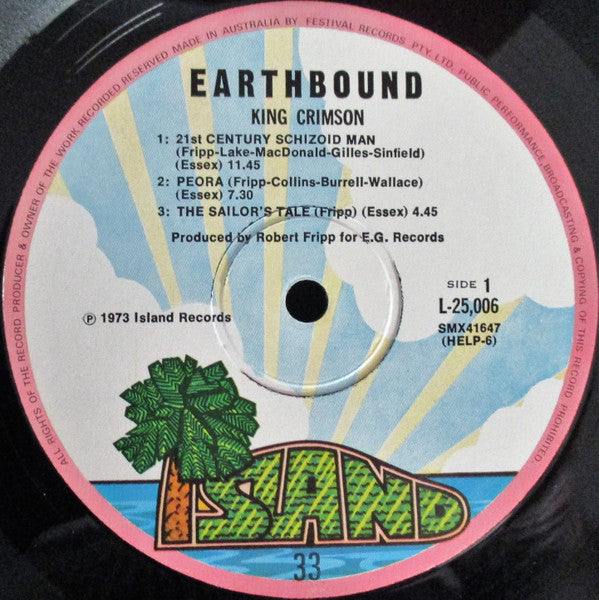 ALL RIGHTS OF THE RECORD PRODUCER & OWNER OF THE WORK RECORDED RESERVED MADE IN AUSTRALIA BY FESTIVAL RECORDS PTY. LTD. PUBLIC PERFORMANCE, BROADCASTING & COPYING OF THIS RECORD PROHIBITED.
EARTHBOUND
KING CRIMSON
1: 21st CENTURY SCHIZOID MAN
(Fripp-Lake-MacDonald-Gilles-Sinfield)
(Essex) 11.45
2: PEORA (Fripp-Collins-Burrell-Wallace)
(Essex) 7.30
3: THE SAILOR'S TALE (Fripp) (Essex) 4.45
Produced by Robert Fripp for E.G. Records
SIDE 1
L-25,006
SMX41647
(HELP-6)
℗ 1973 Island Records
ISLAND
33